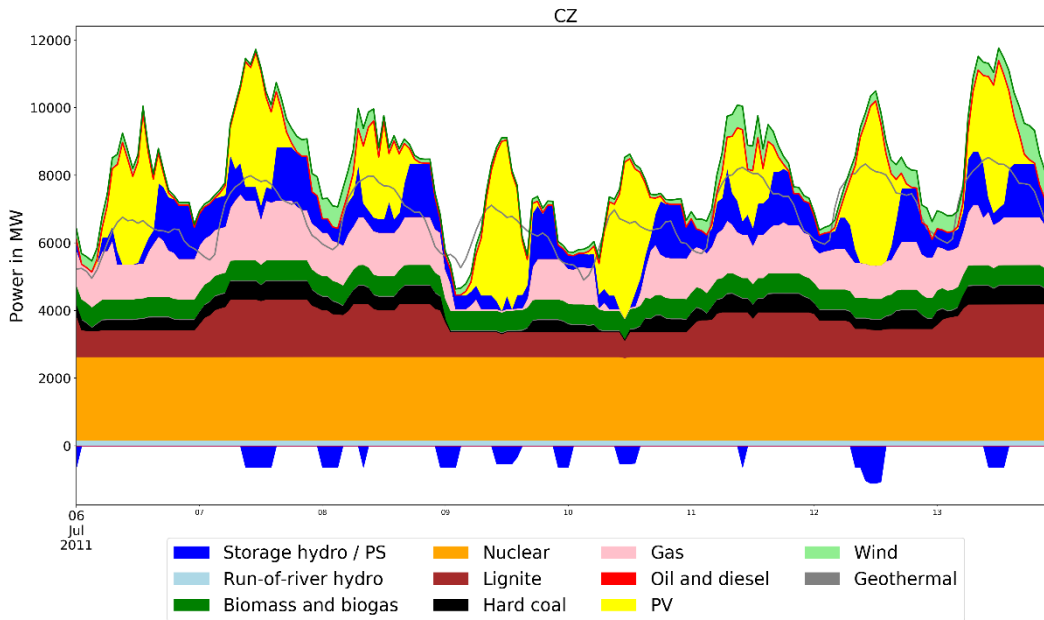 CZ
Power in MW
12000
10000
8000
6000
4000
2000
0
06 07 08 09 10 11 12 13
Jul
2011
Storage hydro / PS Nuclear Gas Wind
Run-of-river hydro Lignite Oil and diesel Geothermal
Biomass and biogas Hard coal PV